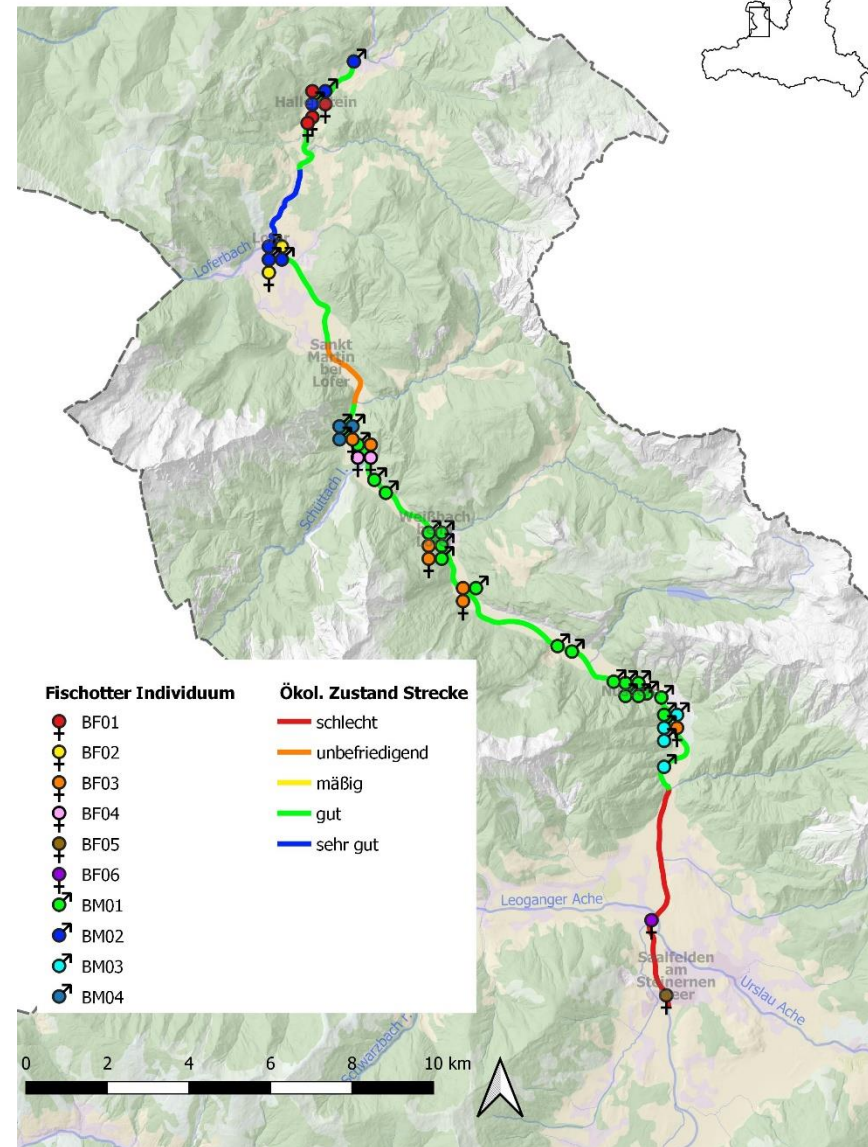 Loferbach
Lofer
Sankt
Martin
bei
Lofer
Schüttach
Weißbach
Fischotter Individuum
BF01
BF02
BF03
BF04
BF05
BF06
BM01
BM02
BM03
BM04
Ökol. Zustand Strecke
schlecht
unbefriedigend
mäßig
gut
sehr gut
Leoganger Ache
Saalfelden
am
Steinernen
Urslau Ache
Schwarzbach r.
0 2 4 6 8 10 km